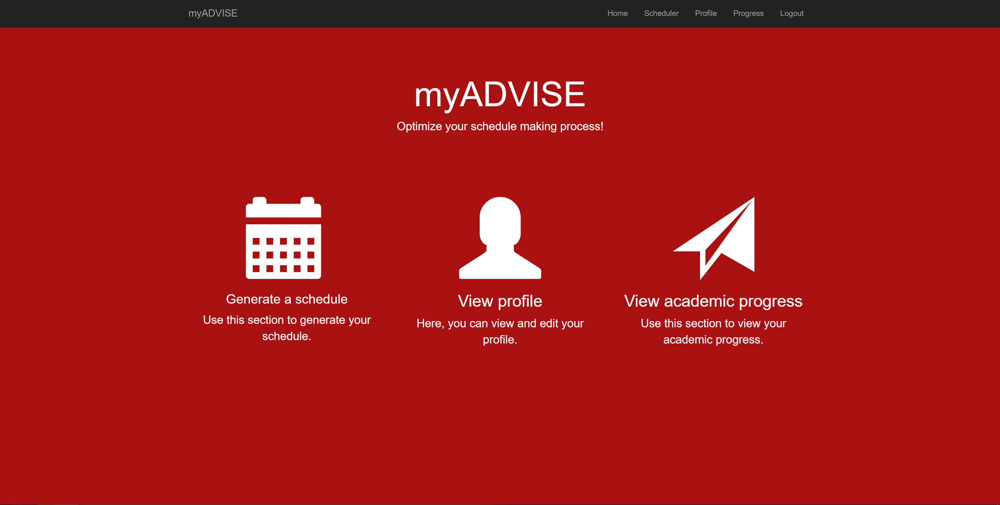 myADVISE
Home Scheduler Profile Progress Logout
myADVISE
Optimize your schedule making process!
Generate a schedule
Use this section to generate your
schedule.
View profile
Here, you can view and edit your
profile.
View academic progress
Use this section to view your
academic progress.